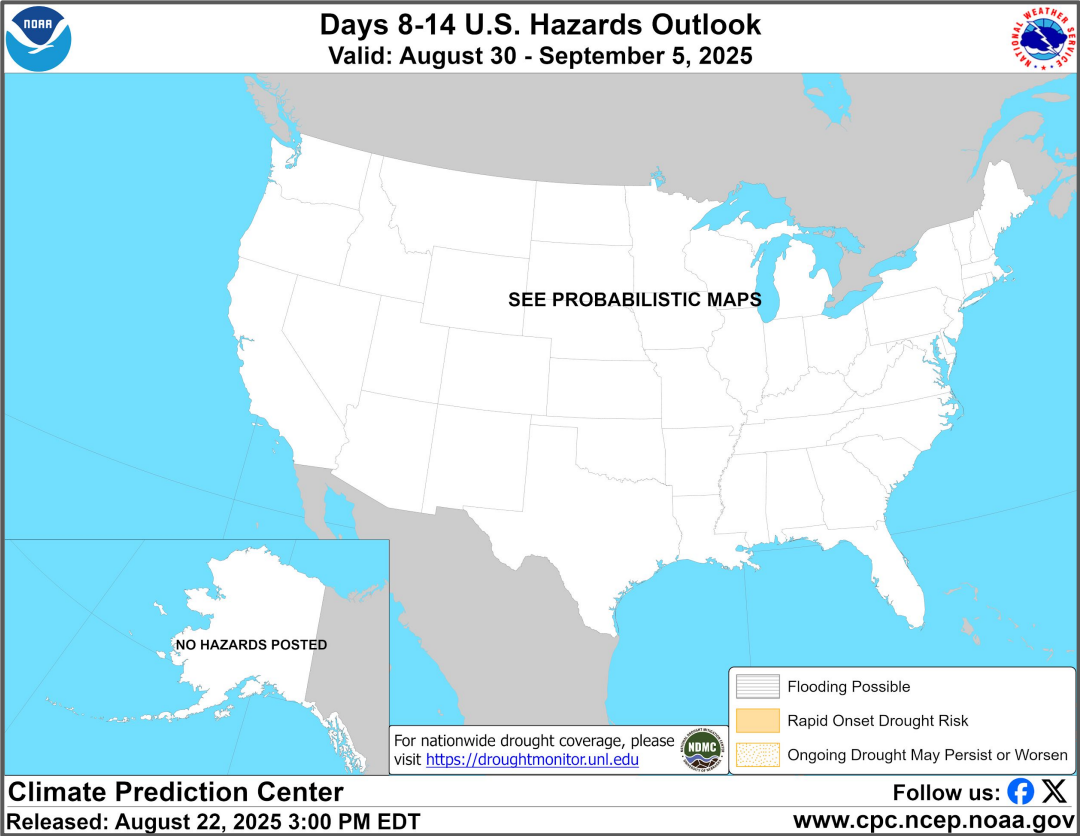 NOAA
Days 8-14 U.S. Hazards Outlook
Valid: August 30 - September 5, 2025
NATIONAL WEATHER SERVICE
SEE PROBABILISTIC MAPS
NO HAZARDS POSTED
For nationwide drought coverage, please
visit https://droughtmonitor.unl.edu
NDMC
Flooding Possible
Rapid Onset Drought Risk
Ongoing Drought May Persist or Worsen
Climate Prediction Center
Follow us:
Released: August 22, 2025 3:00 PM EDT
www.cpc.ncep.noaa.gov